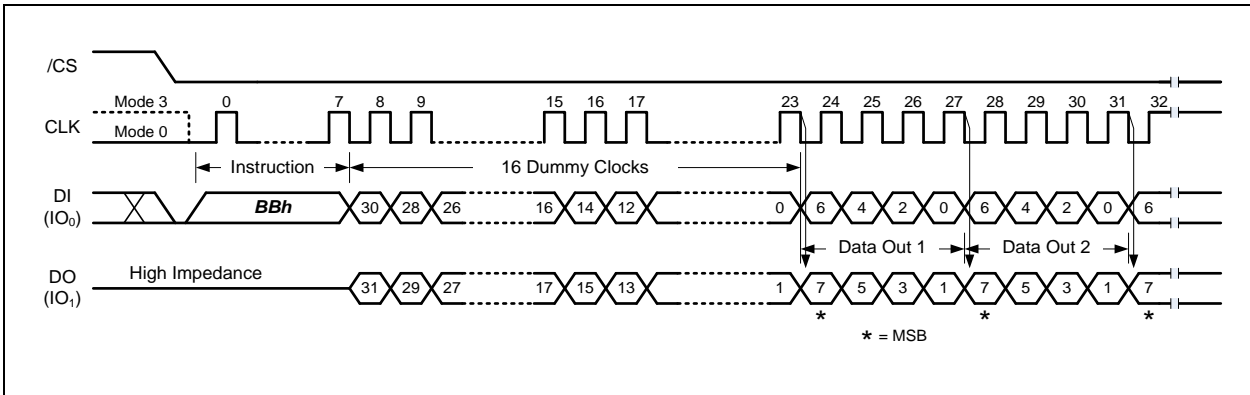 /CS
Mode 3 0 7 8 9 15 16 17 23 24 25 26 27 28 29 30 31 32
CLK Mode 0
Instruction 16 Dummy Clocks
DI (IO0) BBh 30 28 26 16 14 12 0 6 4 2 0 6 4 2 0 6
Data Out 1 Data Out 2
DO (IO1) High Impedance 31 29 27 17 15 13 1 7 5 3 1 7 5 3 1 7
* * *
* = MSB